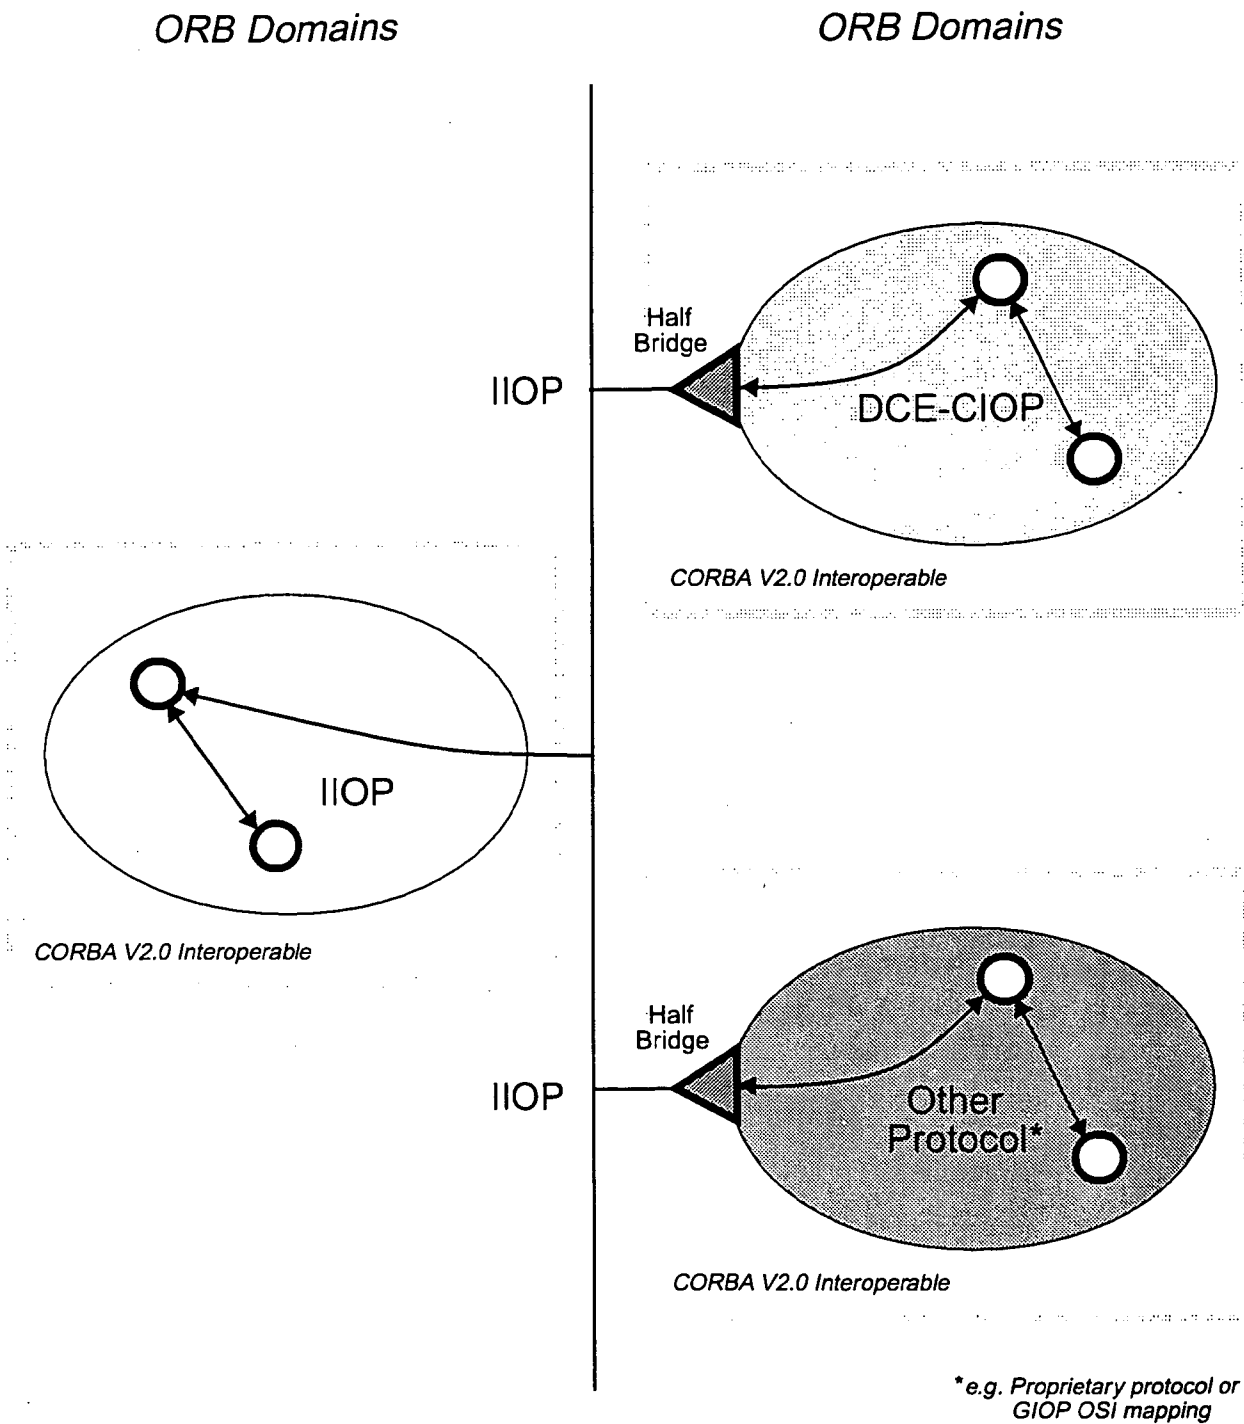 ORB Domains
ORB Domains
Half
Bridge
IIOP
DCE-CIOP
CORBA V2.0 Interoperable
IIOP
CORBA V2.0 Interoperable
Half
Bridge
IIOP
Other
Protocol*
CORBA V2.0 Interoperable
*e.g. Proprietary protocol or
GIOP OSI mapping